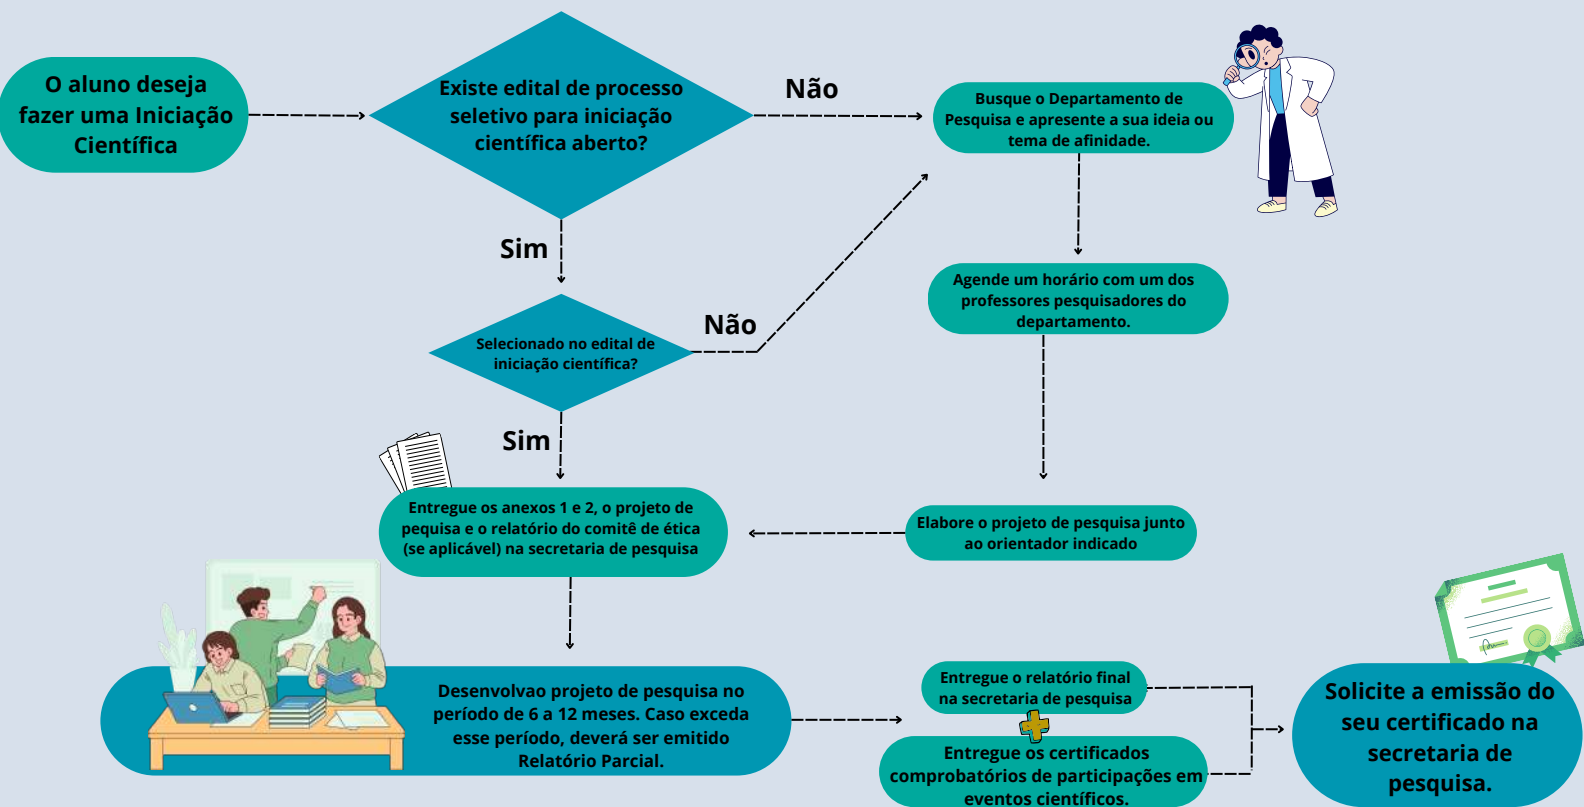 O aluno deseja
fazer uma Iniciação
Científica
Existe edital de processo
seletivo para iniciação
científica aberto?
Não
Busque o Departamento de
Pesquisa e apresente a sua ideia ou
tema de afinidade.
Sim
Agende um horário com um dos
professores pesquisadores do
departamento.
Selecionado no edital de
iniciação científica?
Não
Sim
Entregue os anexos 1 e 2, o projeto de
pequisa e o relatório do comitê de ética
(se aplicável) na secretaria de pesquisa
Elabore o projeto de pesquisa junto
ao orientador indicado
Desenvolvao projeto de pesquisa no
período de 6 a 12 meses. Caso exceda
esse período, deverá ser emitido
Relatório Parcial.
Entregue o relatório final
na secretaria de pesquisa
Entregue os certificados
comprobatórios de participações em
eventos científicos.
Solicite a emissão do
seu certificado na
secretaria de
pesquisa.